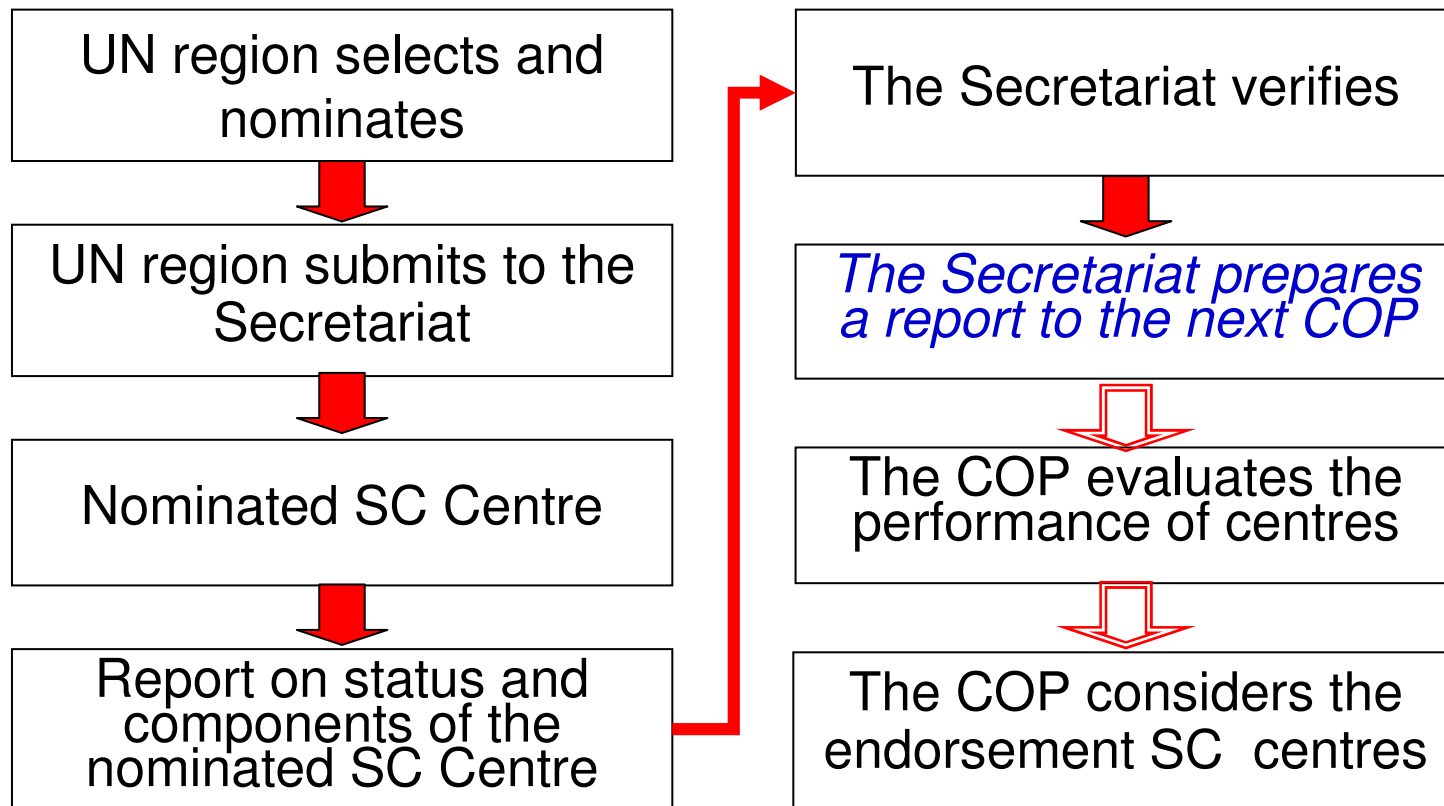 UN region selects and
nominates
UN region submits to the
Secretariat
Nominated SC Centre
Report on status and
components of the
nominated SC Centre
The Secretariat verifies
The Secretariat prepares
a report to the next COP
The COP evaluates the
performance of centres
The COP considers the
endorsement SC centres